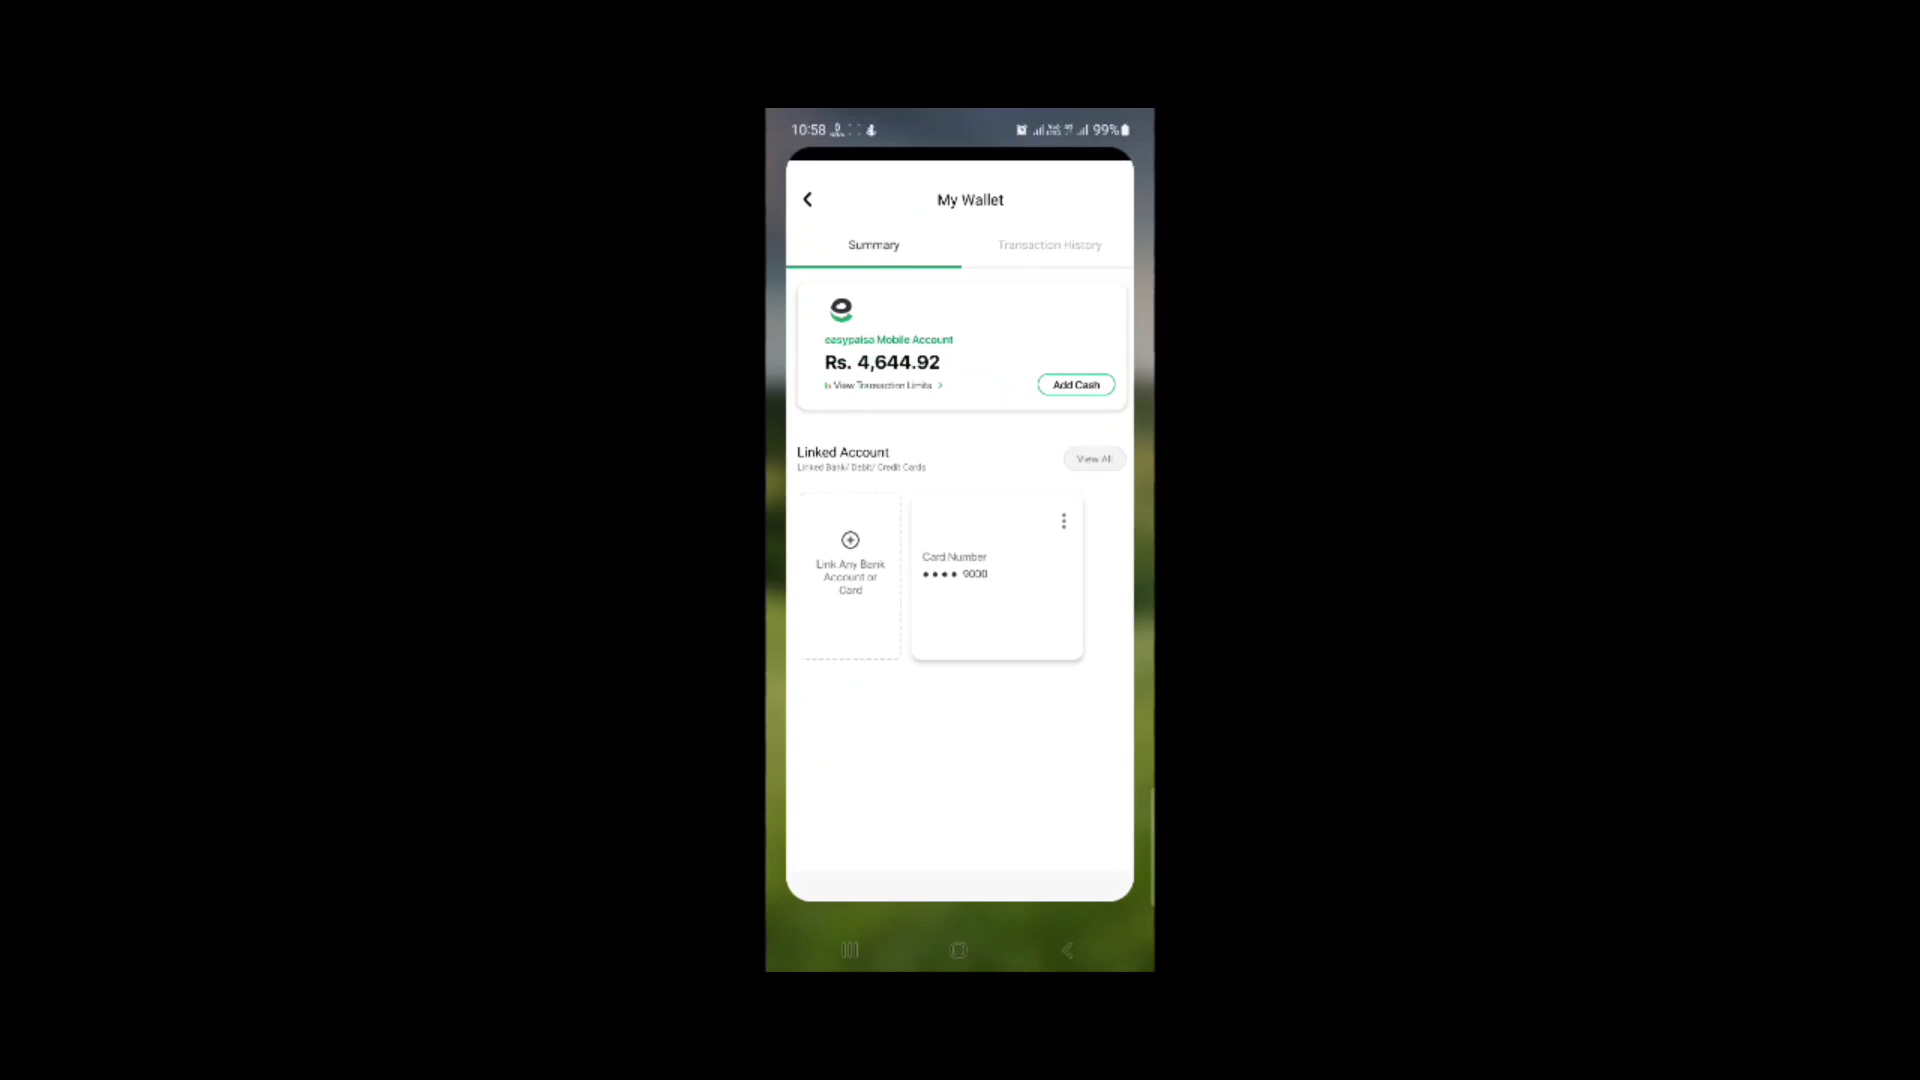 10:58 99%
My Wallet
Summary Transaction History
easypaisa Mobile Account
Rs. 4,644.92
View Transaction Limits
Add Cash
Linked Account
Linked Bank/ Debit/ Credit Cards
View All
Link Any Bank
Account or
Card
Card Number
•••• 9000